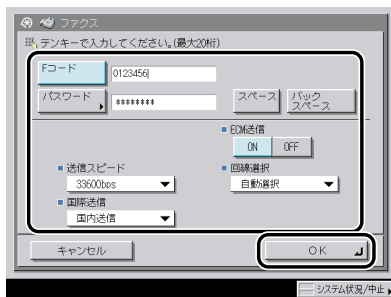 ファクス
テンキーで入力してください。(最大20桁)
Fコード
0123456
パスワード
********
スペース
バック
スペース
ECM送信
ON
OFF
送信スピード
33600bps
回線選択
自動選択
国際送信
国内送信
キャンセル
OK
システム状況/中止